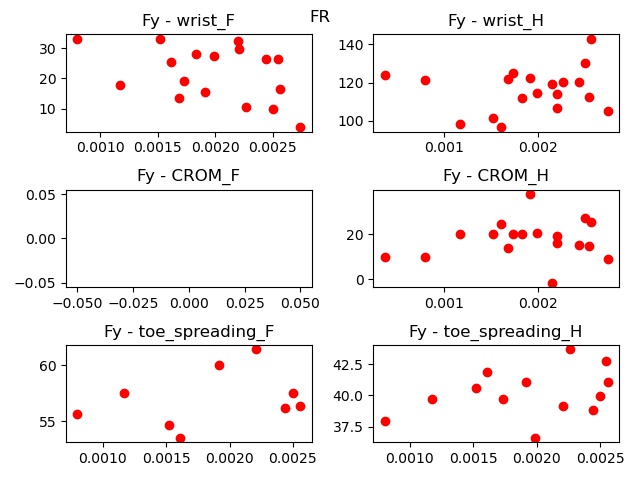 FR
Fy - wrist_F
Fy - wrist_H
30
20
10
0.0010 0.0015 0.0020 0.0025
140
120
100
0.001 0.002
Fy - CROM_F
Fy - CROM_H
0.05
0.00
−0.05
−0.050 −0.025 0.000 0.025 0.050
20
0
0.001 0.002
Fy - toe_spreading_F
Fy - toe_spreading_H
60
55
0.0010 0.0015 0.0020 0.0025
42.5
40.0
37.5
0.0010 0.0015 0.0020 0.0025